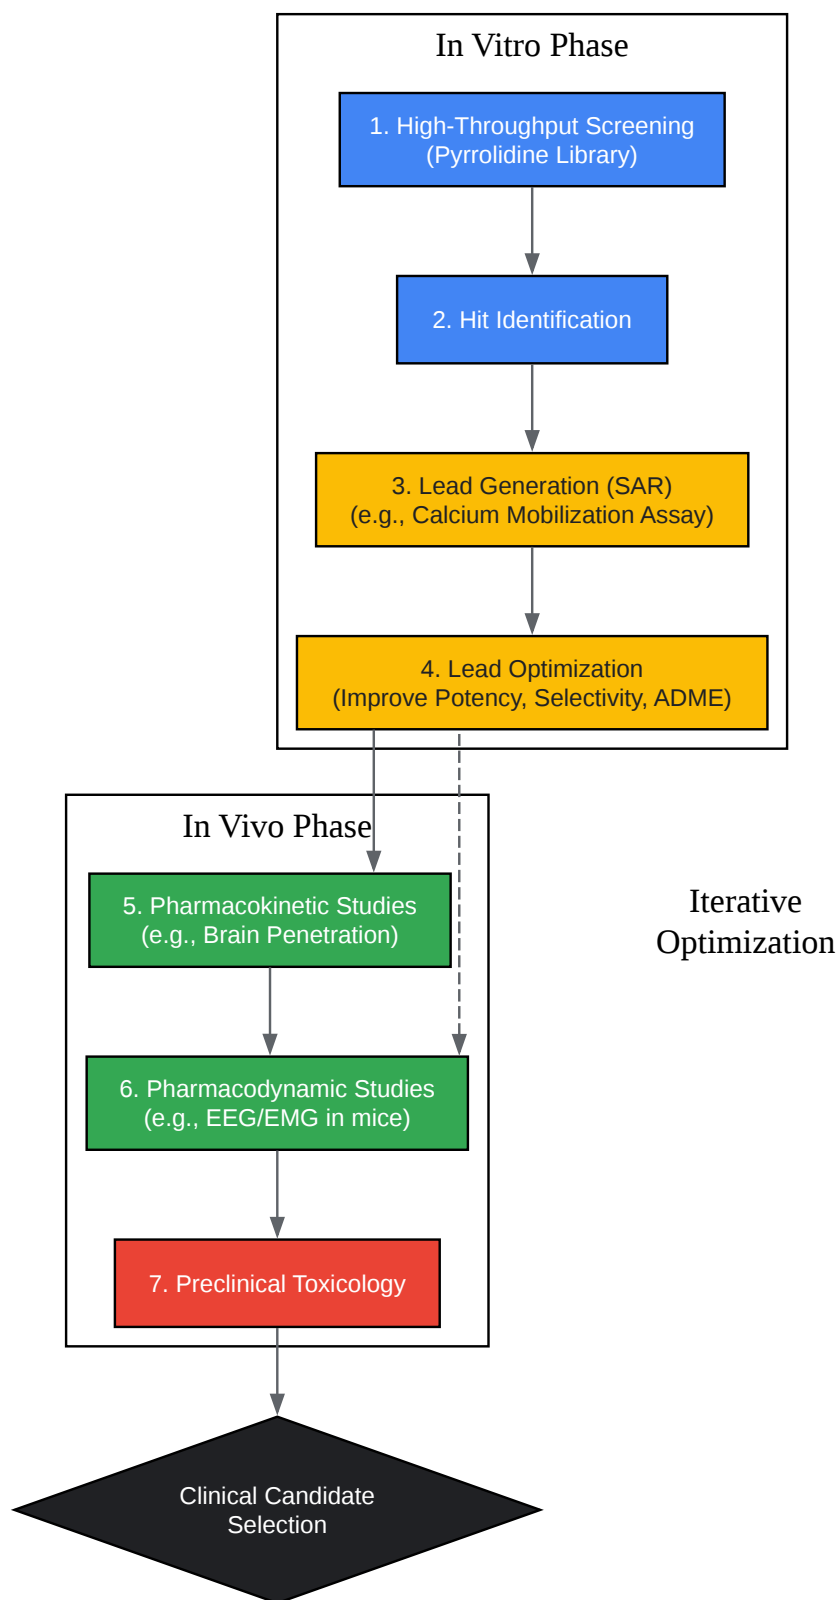 In Vitro Phase
1. High-Throughput Screening
(Pyrrolidine Library)
2. Hit Identification
3. Lead Generation (SAR)
(e.g., Calcium Mobilization Assay)
4. Lead Optimization
(Improve Potency, Selectivity, ADME)
In Vivo Phase
5. Pharmacokinetic Studies
(e.g., Brain Penetration)
Iterative
Optimization
6. Pharmacodynamic Studies
(e.g., EEG/EMG in mice)
7. Preclinical Toxicology
Clinical Candidate
Selection